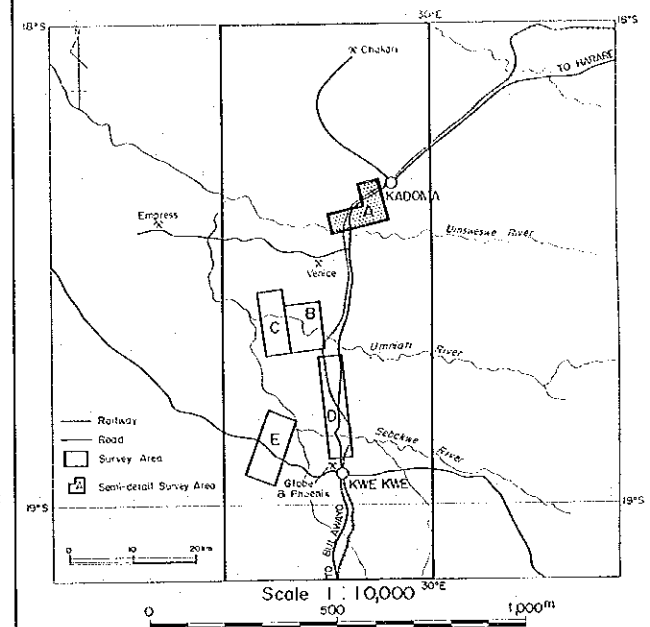 30°E
18°S
18°S
N
Chakari
TO HARARE
KADOMA
A
Empress
Umsweswe River
Venice
C
B
Umniati
River
D
E
Sebakwe
River
Railway
Road
Survey Area
A Semi-detail Survey Area
Globe
& Phoenix
KWE KWE
19°S
19°S
0 10 20km
TO BULAWAYO
30°E
Scale 1 : 10,000
0 500 1,000m